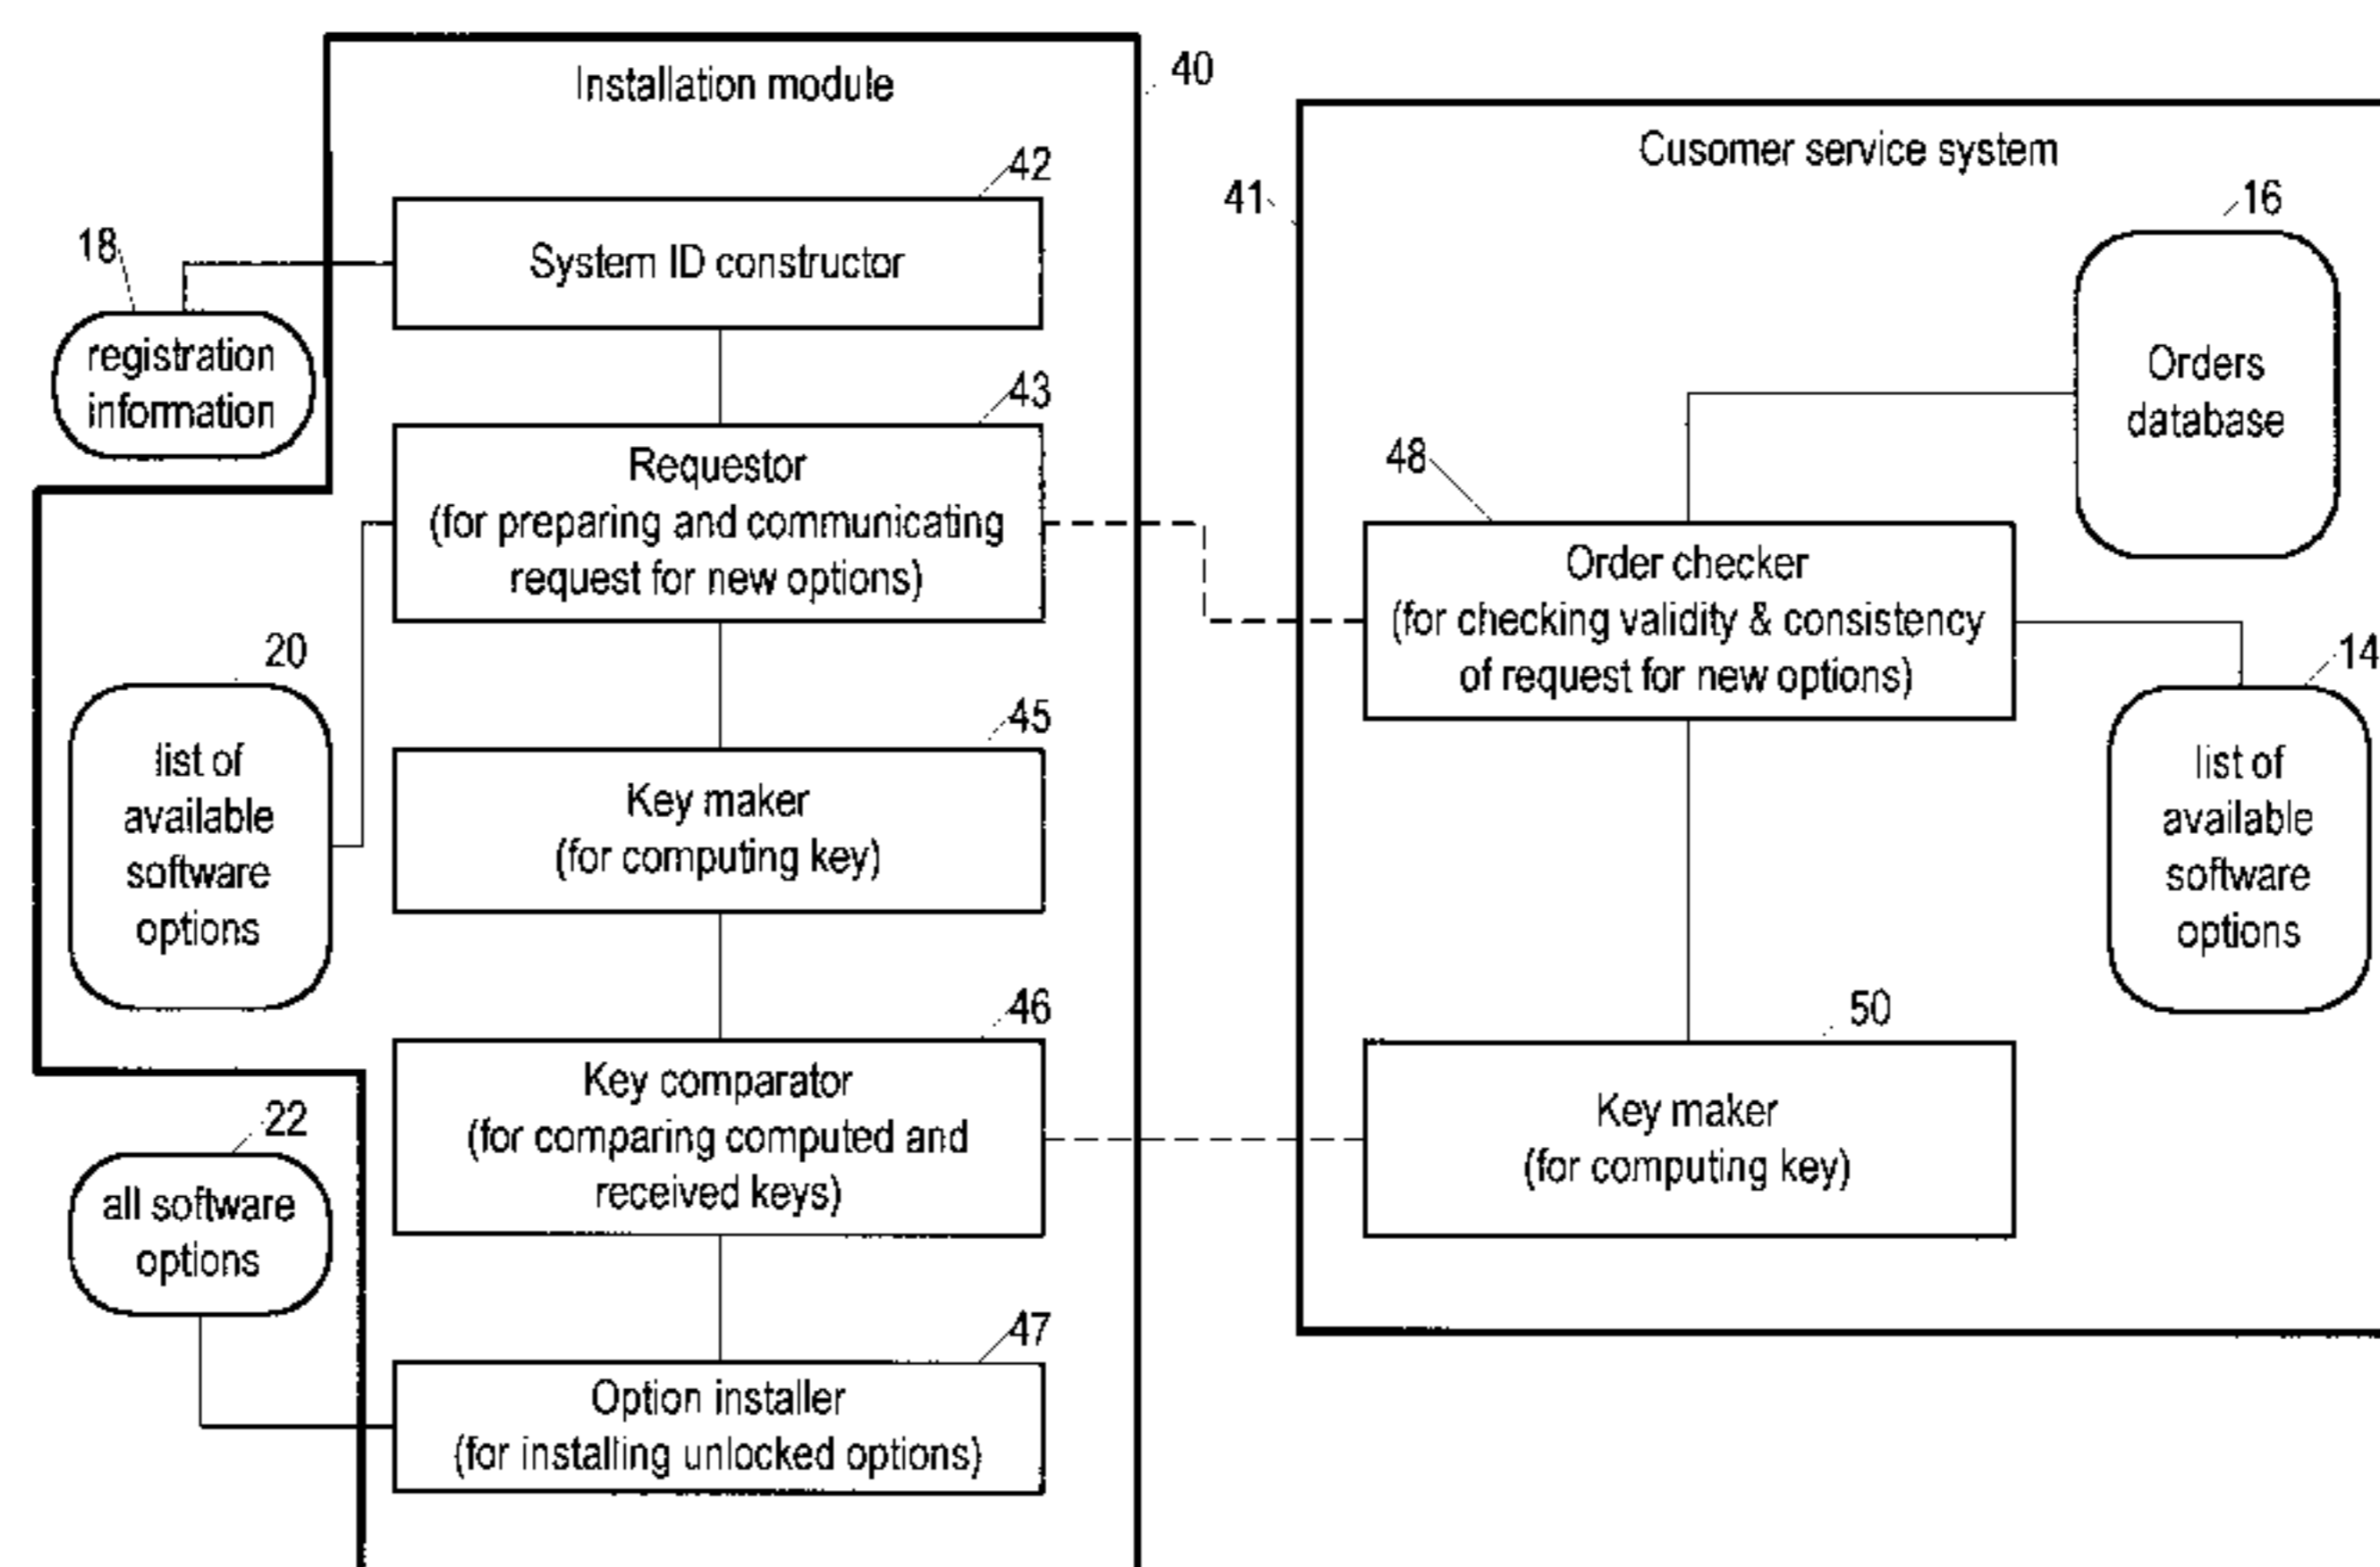 Installation module
40
42
System ID constructor
18
registration
information
43
Requestor
(for preparing and communicating
request for new options)
20
list of
available
software
options
45
Key maker
(for computing key)
46
Key comparator
(for comparing computed and
received keys)
22
all software
options
47
Option installer
(for installing unlocked options)
Cusomer service system
41
16
Orders
database
48
Order checker
(for checking validity & consistency
of request for new options)
14
list of
available
software
options
50
Key maker
(for computing key)